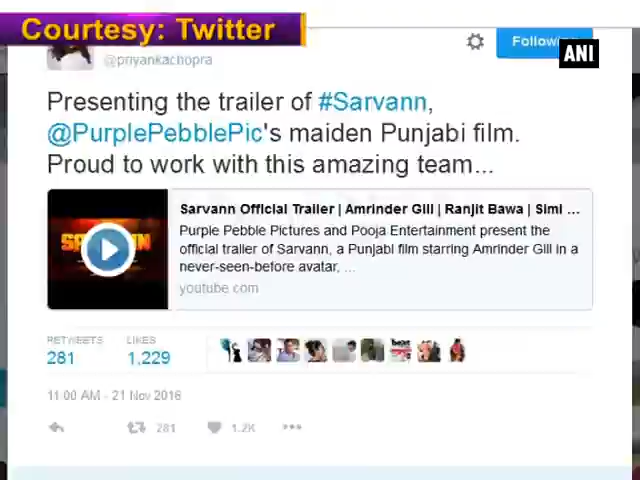 Courtesy: Twitter
Following
ANI
@priyankachopra
Presenting the trailer of #Sarvann,
@PurplePebblePic's maiden Punjabi film.
Proud to work with this amazing team...
Sarvann Official Trailer | Amrinder Gill | Ranjit Bawa | Simi ...
Purple Pebble Pictures and Pooja Entertainment present the
official trailer of Sarvann, a Punjabi film starring Amrinder Gill in a
never-seen-before avatar, ...
youtube.com
RETWEETS LIKES
281 1,229
11:00 AM - 21 Nov 2016
281 1.2K